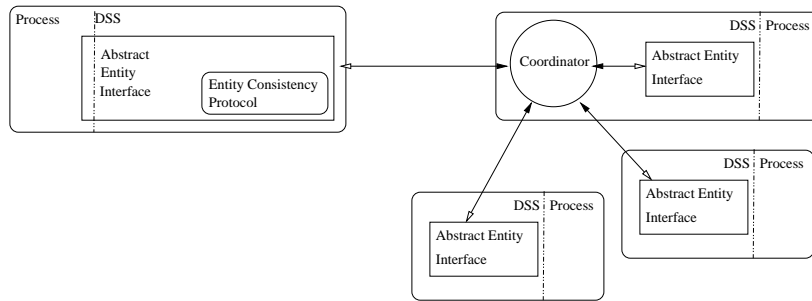 Process
DSS
Abstract
Entity
Interface
Entity Consistency
Protocol
Coordinator
DSS
Process
Abstract Entity
Interface
DSS
Process
Abstract Entity
Interface
DSS
Process
Abstract Entity
Interface